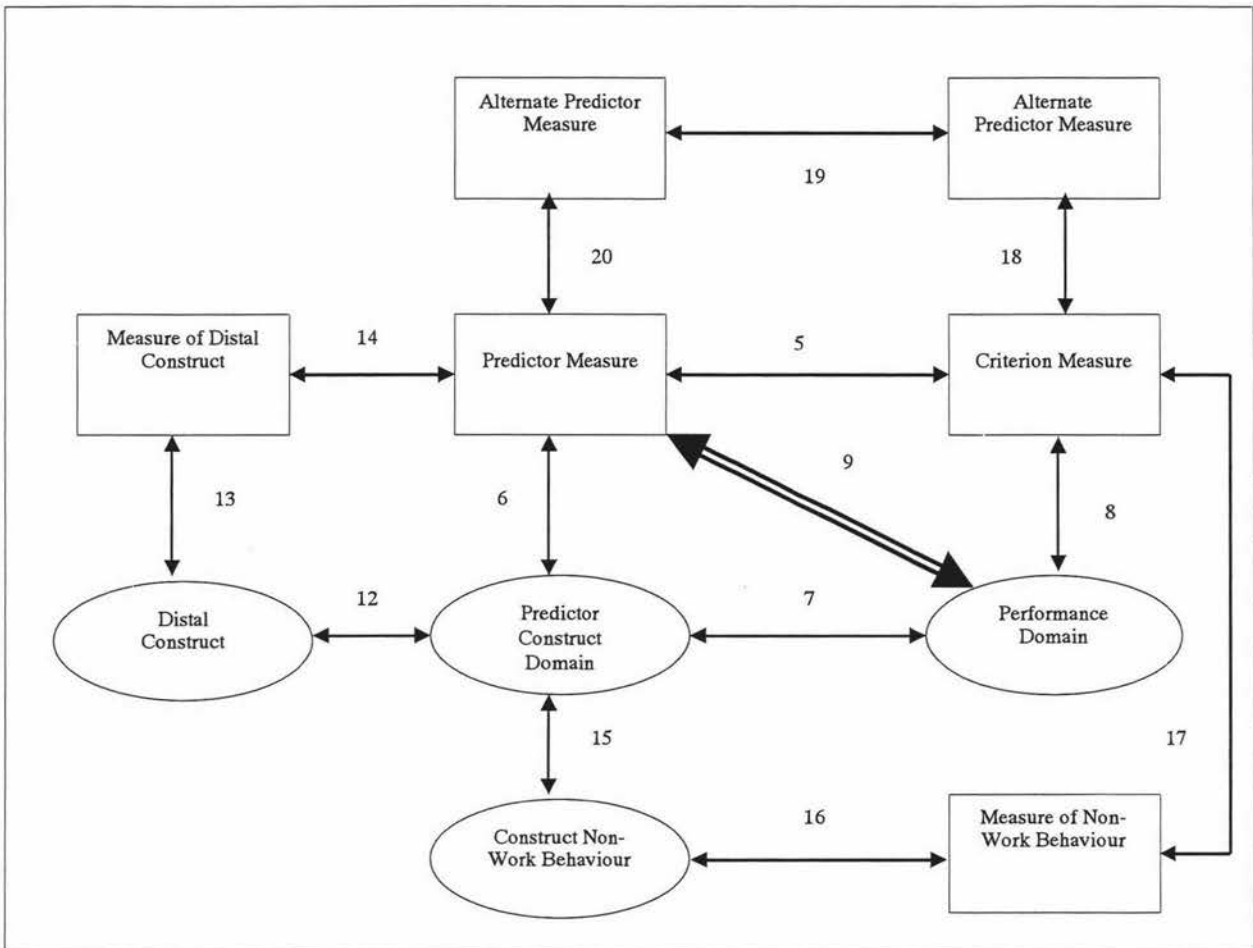 Alternate Predictor
Measure
Alternate
Predictor Measure
19
20
18
Measure of Distal
Construct
14
Predictor Measure
5
Criterion Measure
13
6
9
8
Distal
Construct
12
Predictor
Construct
Domain
7
Performance
Domain
15
17
Construct Non-
Work Behaviour
16
Measure of Non-
Work Behaviour